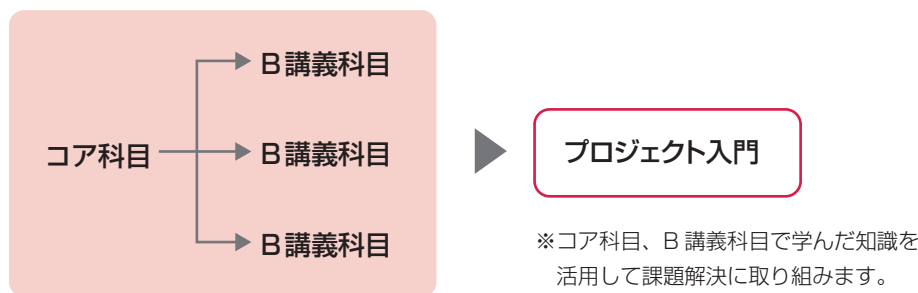 B講義科目
コア科目
B講義科目
プロジェクト入門
B講義科目
※コア科目、B 講義科目で学んだ知識を
活用して課題解決に取り組みます。